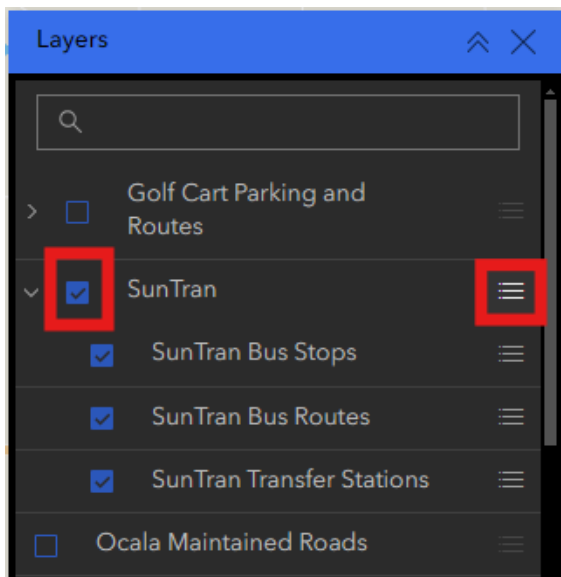 Layers
Golf Cart Parking and
Routes
SunTran
SunTran Bus Stops
SunTran Bus Routes
SunTran Transfer Stations
Ocala Maintained Roads